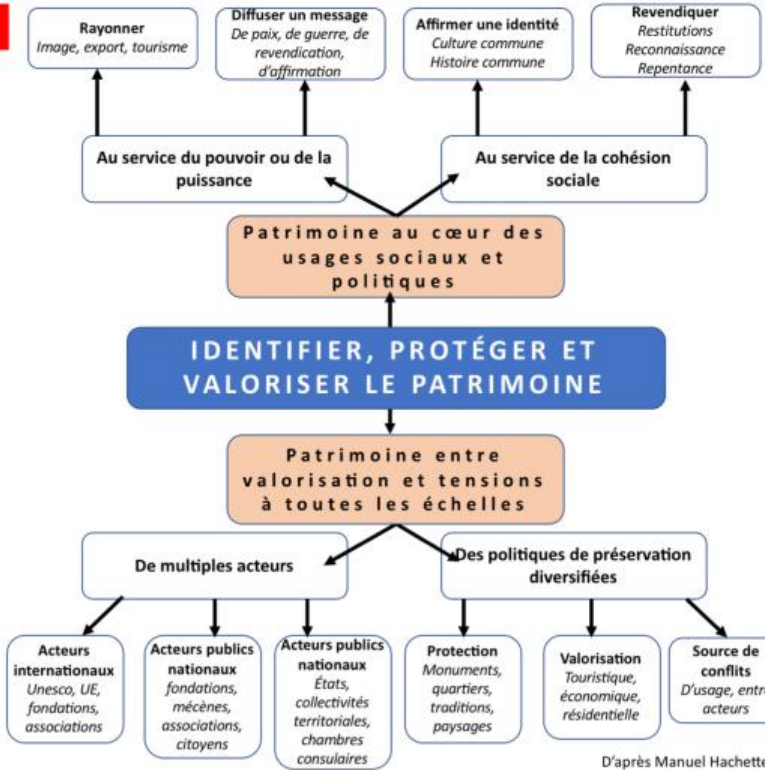 Rayonner
Image, export, tourisme
Diffuser un message
De paix, de guerre, de
revendication,
d'affirmation
Affirmer une identité
Culture commune
Histoire commune
Revendiquer
Restitutions
Reconnaissance
Repentance
Au service du pouvoir ou de la
puissance
Au service de la cohésion
sociale
Patrimoine au cœur des
usages sociaux et
politiques
IDENTIFIER, PROTÉGER ET
VALORISER LE PATRIMOINE
Patrimoine entre
valorisation et tensions
à toutes les échelles
De multiples acteurs
Des politiques de préservation
diversifiées
Acteurs
internationaux
Unesco, UE,
fondations,
associations
Acteurs publics
nationaux
fondations,
mécènes,
associations,
citoyens
Acteurs publics
nationaux
États,
collectivités
territoriales,
chambres
consulaires
Protection
Monuments,
quartiers,
traditions,
paysages
Valorisation
Touristique,
économique,
résidentielle
Source de
conflits
D'usage, entre
acteurs
D'après Manuel Hachette